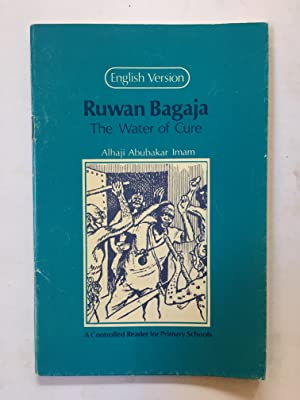 English Version
Ruwan Bagaja
The Water of Cure
Alhaji Abubakar Imam
A Controlled Reader for Primary Schools